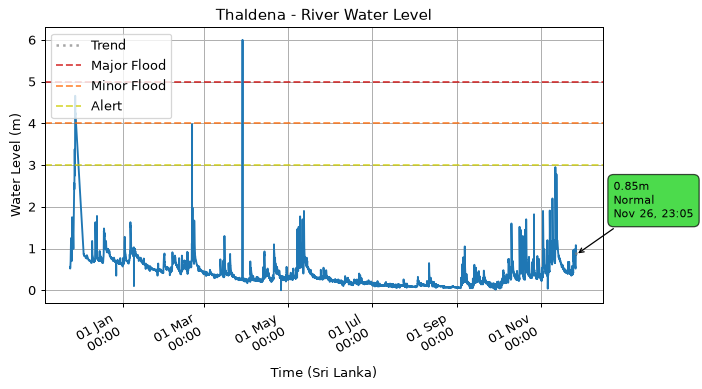 Thaldena - River Water Level
Trend
Major Flood
Minor Flood
Alert
Water Level (m)
6
5
4
3
2
1
0
0.85m
Normal
Nov 26, 23:05
01 Jan
00:00
01 Mar
00:00
01 May
00:00
01 Jul
00:00
01 Sep
00:00
01 Nov
00:00
Time (Sri Lanka)